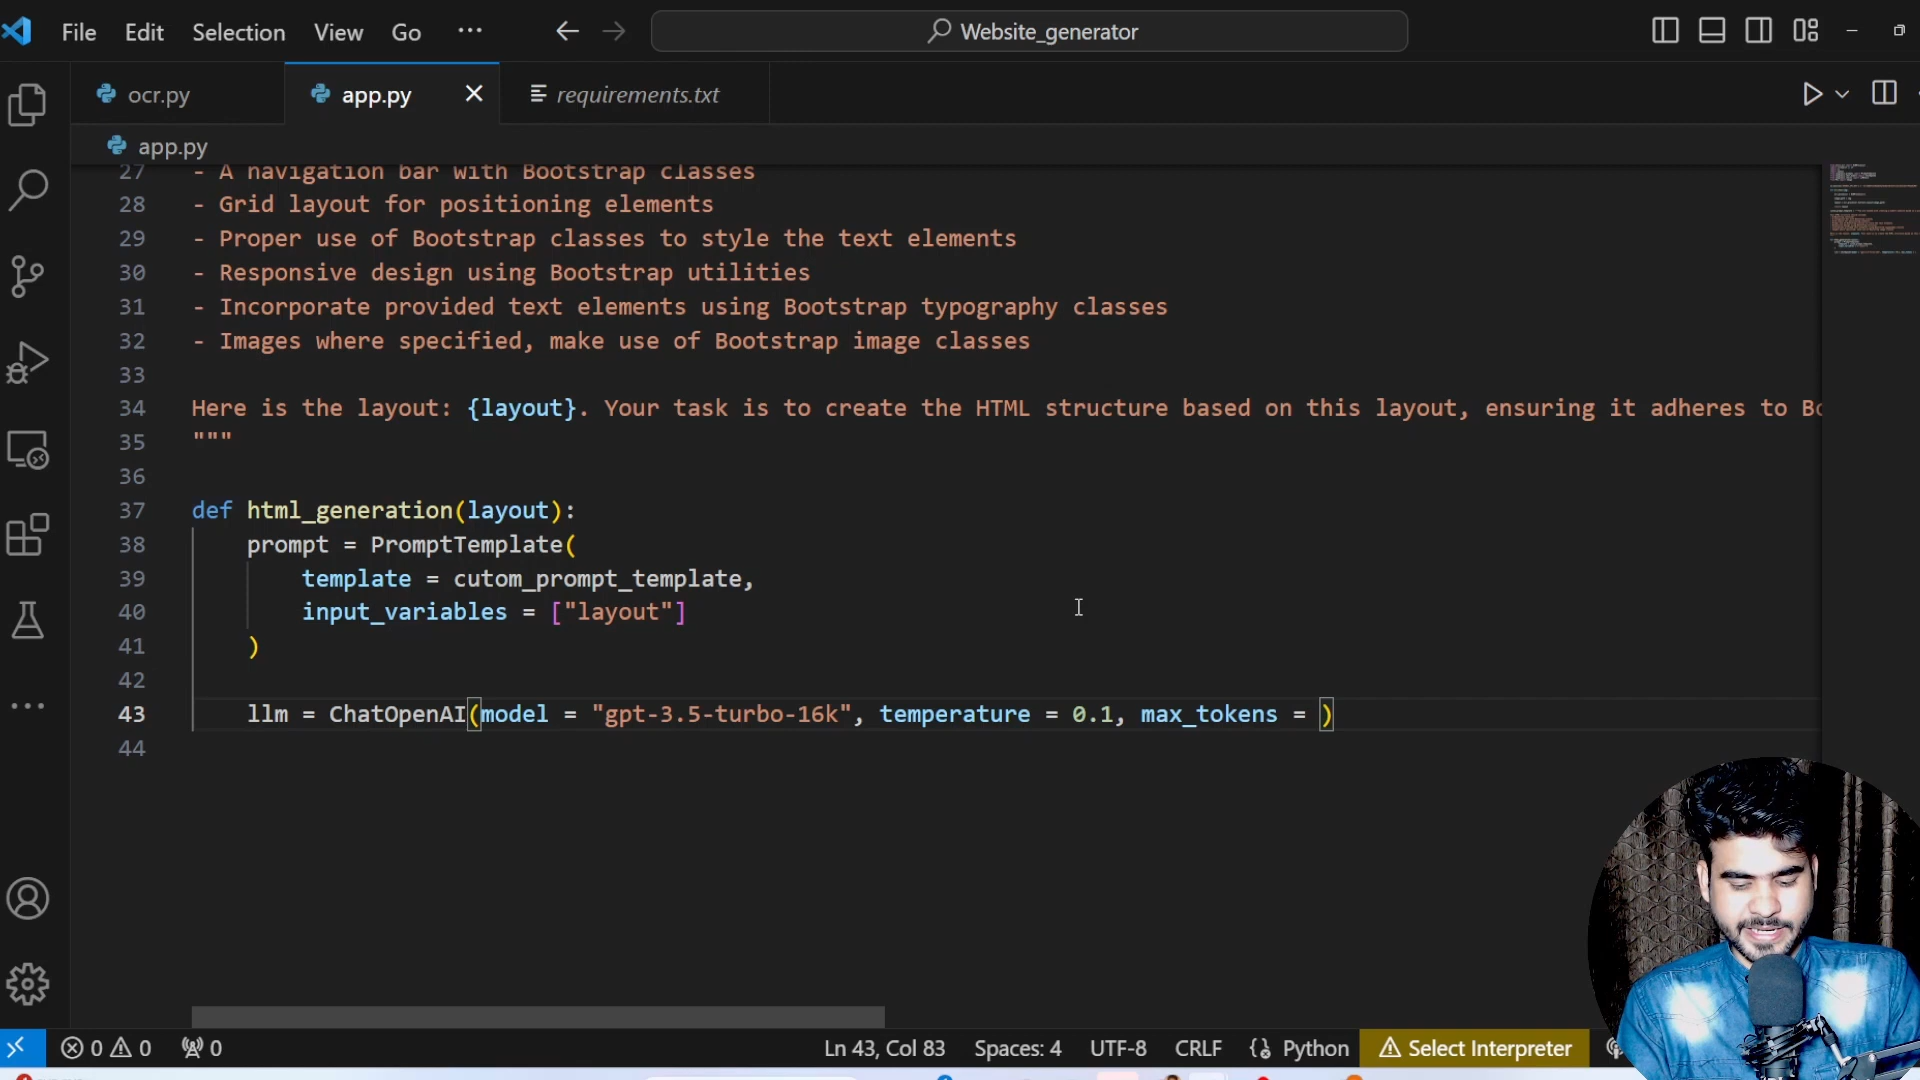 File Edit Selection View Go ···
Website_generator
ocr.py
app.py
requirements.txt
app.py
27 - A navigation bar with Bootstrap classes
28 - Grid layout for positioning elements
29 - Proper use of Bootstrap classes to style the text elements
30 - Responsive design using Bootstrap utilities
31 - Incorporate provided text elements using Bootstrap typography classes
32 - Images where specified, make use of Bootstrap image classes
33
34 Here is the layout: {layout}. Your task is to create the HTML structure based on this layout, ensuring it adheres to Bo
35 """
36
37 def html_generation(layout):
38 prompt = PromptTemplate(
39 template = cutom_prompt_template,
40 input_variables = ["layout"]
41 )
42
43 llm = ChatOpenAI(model = "gpt-3.5-turbo-16k", temperature = 0.1, max_tokens = )
44
0 0 0 Ln 43, Col 83 Spaces: 4 UTF-8 CRLF Python Select Interpreter